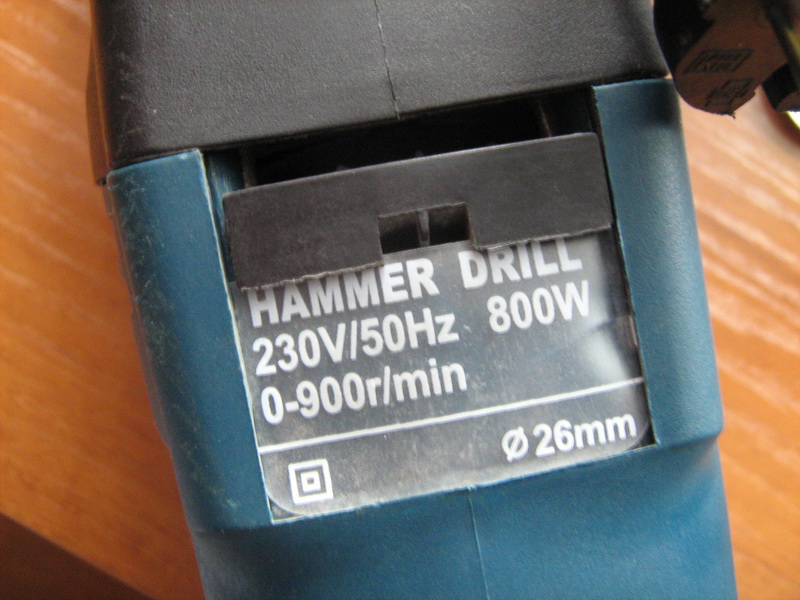 HAMMER DRILL
230V/50Hz 800W
0-900r/min
Ø26mm